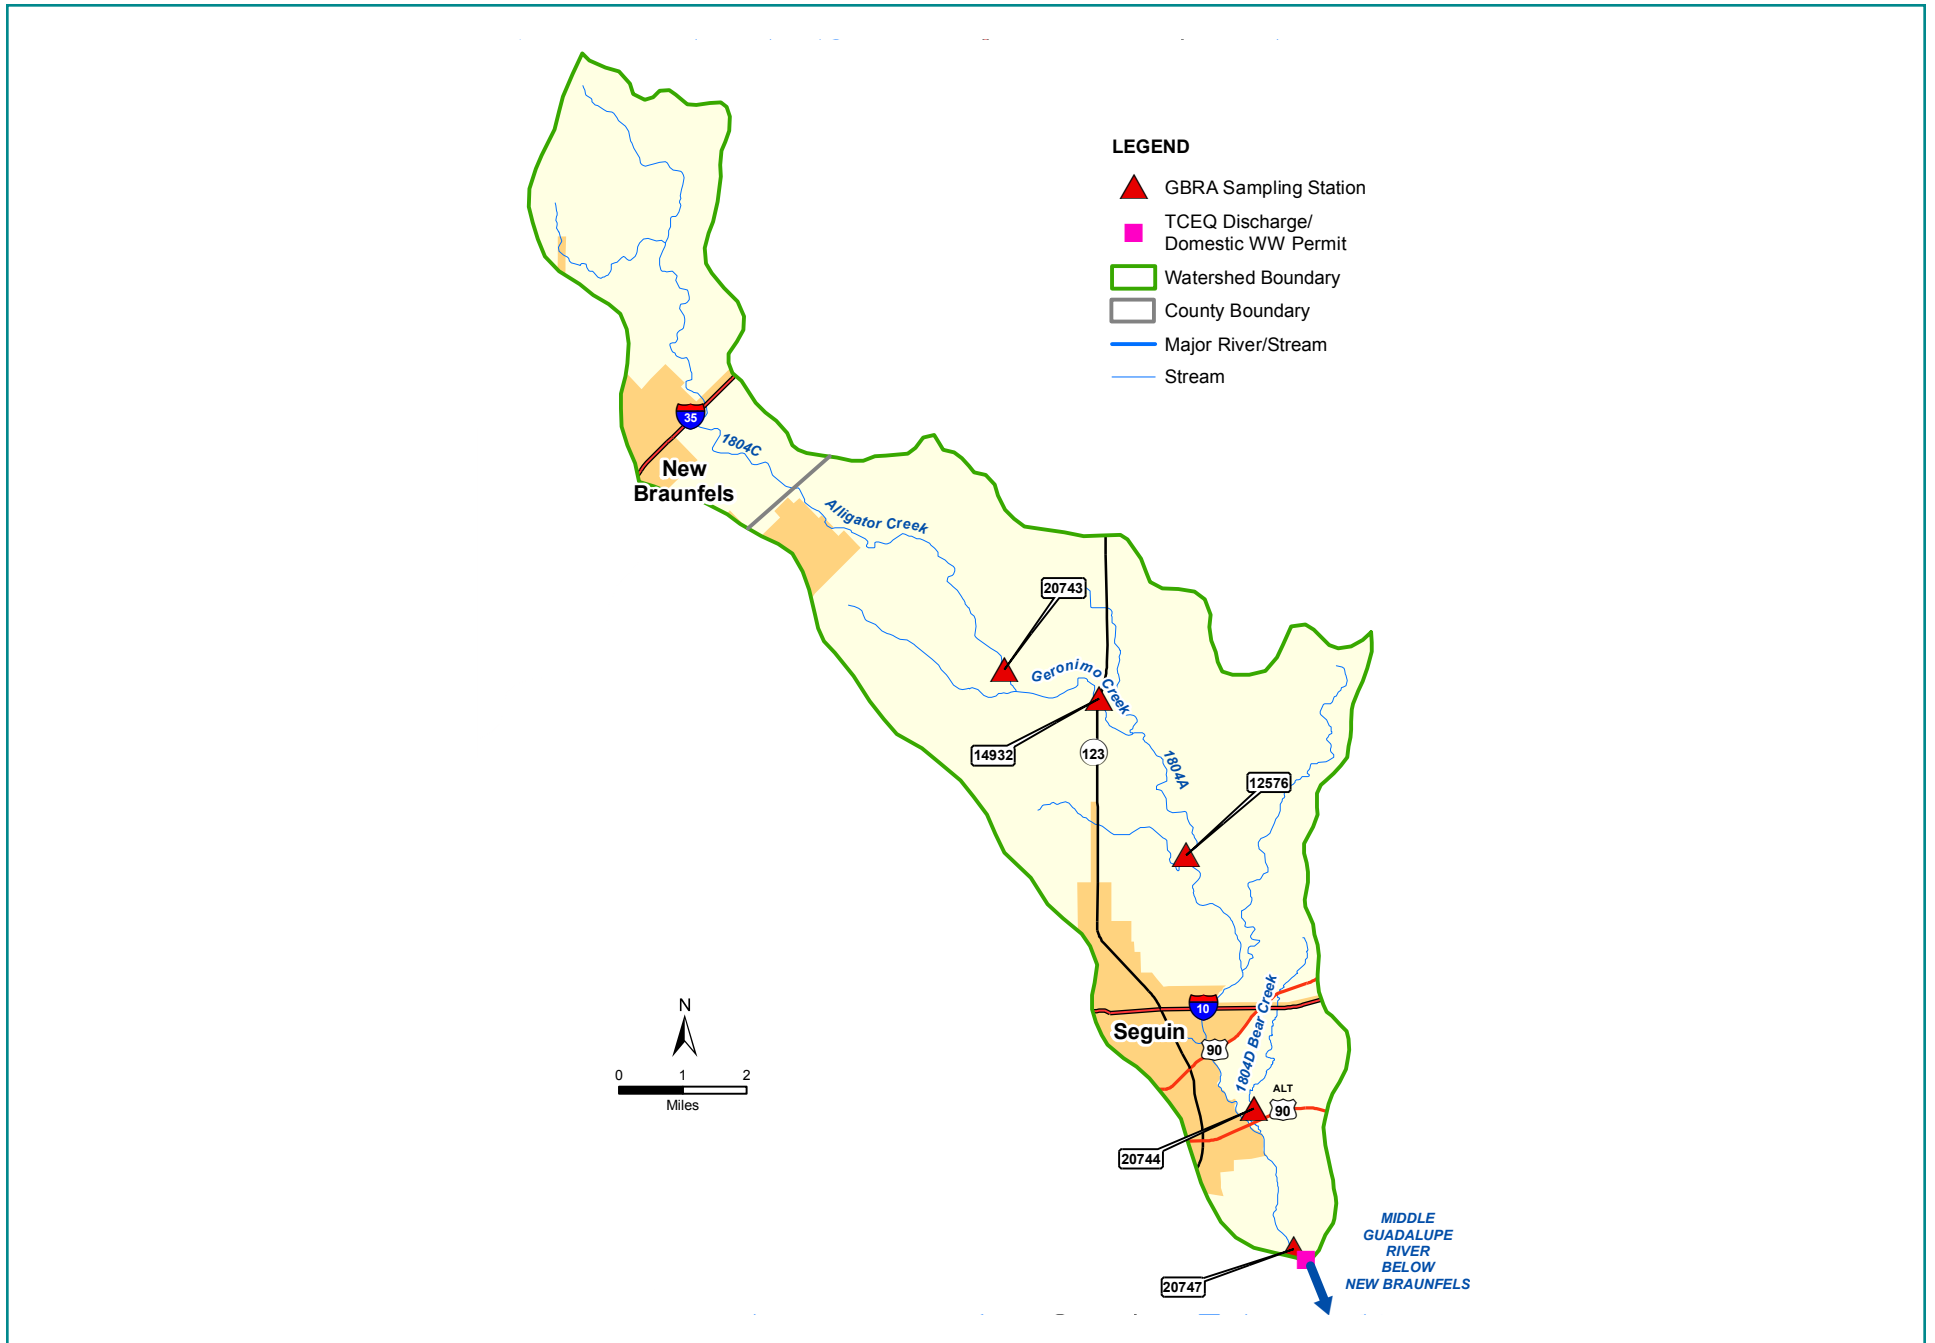 LEGEND
GBRA Sampling Station
TCEQ Discharge/
Domestic WW Permit
Watershed Boundary
County Boundary
Major River/Stream
Stream
35
1804C
New
Braunfels
Alligator Creek
20743
Geronimo Creek
14932
123
1804A
12576
N
0 1 2
Miles
10
Seguin
90
1804D Bear Creek
ALT
90
20744
20747
MIDDLE
GUADALUPE
RIVER
BELOW
NEW BRAUNFELS